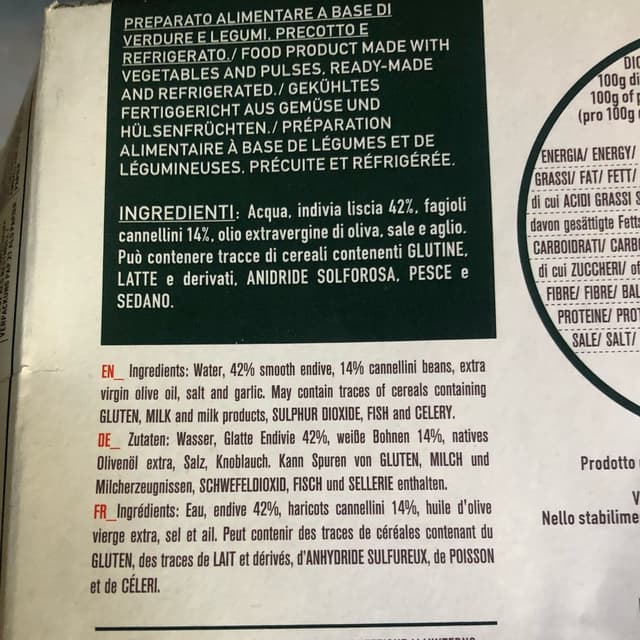 PREPARATO ALIMENTARE A BASE DI
VERDURE E LEGUMI, PRECOTTO E
REFRIGERATO./ FOOD PRODUCT MADE WITH
VEGETABLES AND PULSES, READY-MADE
AND REFRIGERATED./ GEKÜHLTES
FERTIGGERICHT AUS GEMÜSE UND
HÜLSENFRÜCHTEN./ PRÉPARATION
ALIMENTAIRE À BASE DE LÉGUMES ET DE
LÉGUMINEUSES, PRÉCUITE ET RÉFRIGÉRÉE.
INGREDIENTI: Acqua, indivia liscia 42%, fagioli
cannellini 14%, olio extravergine di oliva, sale e aglio.
Può contenere tracce di cereali contenenti GLUTINE,
LATTE e derivati, ANIDRIDE SOLFOROSA, PESCE e
SEDANO.
EN_ Ingredients: Water, 42% smooth endive, 14% cannellini beans, extra
virgin olive oil, salt and garlic. May contain traces of cereals containing
GLUTEN, MILK and milk products, SULPHUR DIOXIDE, FISH and CELERY.
DE_ Zutaten: Wasser, Glatte Endivie 42%, weiße Bohnen 14%, natives
Olivenöl extra, Salz, Knoblauch. Kann Spuren von GLUTEN, MILCH und
Milcherzeugnissen, SCHWEFELDIOXID, FISCH und SELLERIE enthalten.
FR_Ingrédients: Eau, endive 42%, haricots cannellini 14%, huile d'olive
vierge extra, sel et ail. Peut contenir des traces de céréales contenant du
GLUTEN, des traces de LAIT et dérivés, d'ANHYDRIDE SULFUREUX, de POISSON
et de CÉLERI.
100g di
100g of
(pro 100g
ENERGIA/ ENERGY/
GRASSI/ FAT/ FETT/
di cui ACIDI GRASSI
davon gesättigte
CARBOIDRATI/
di cui ZUCCHERI/
FIBRE/ FIBRE/
PROTEINE/
SALE/ SALT/
Prodotto
Nello